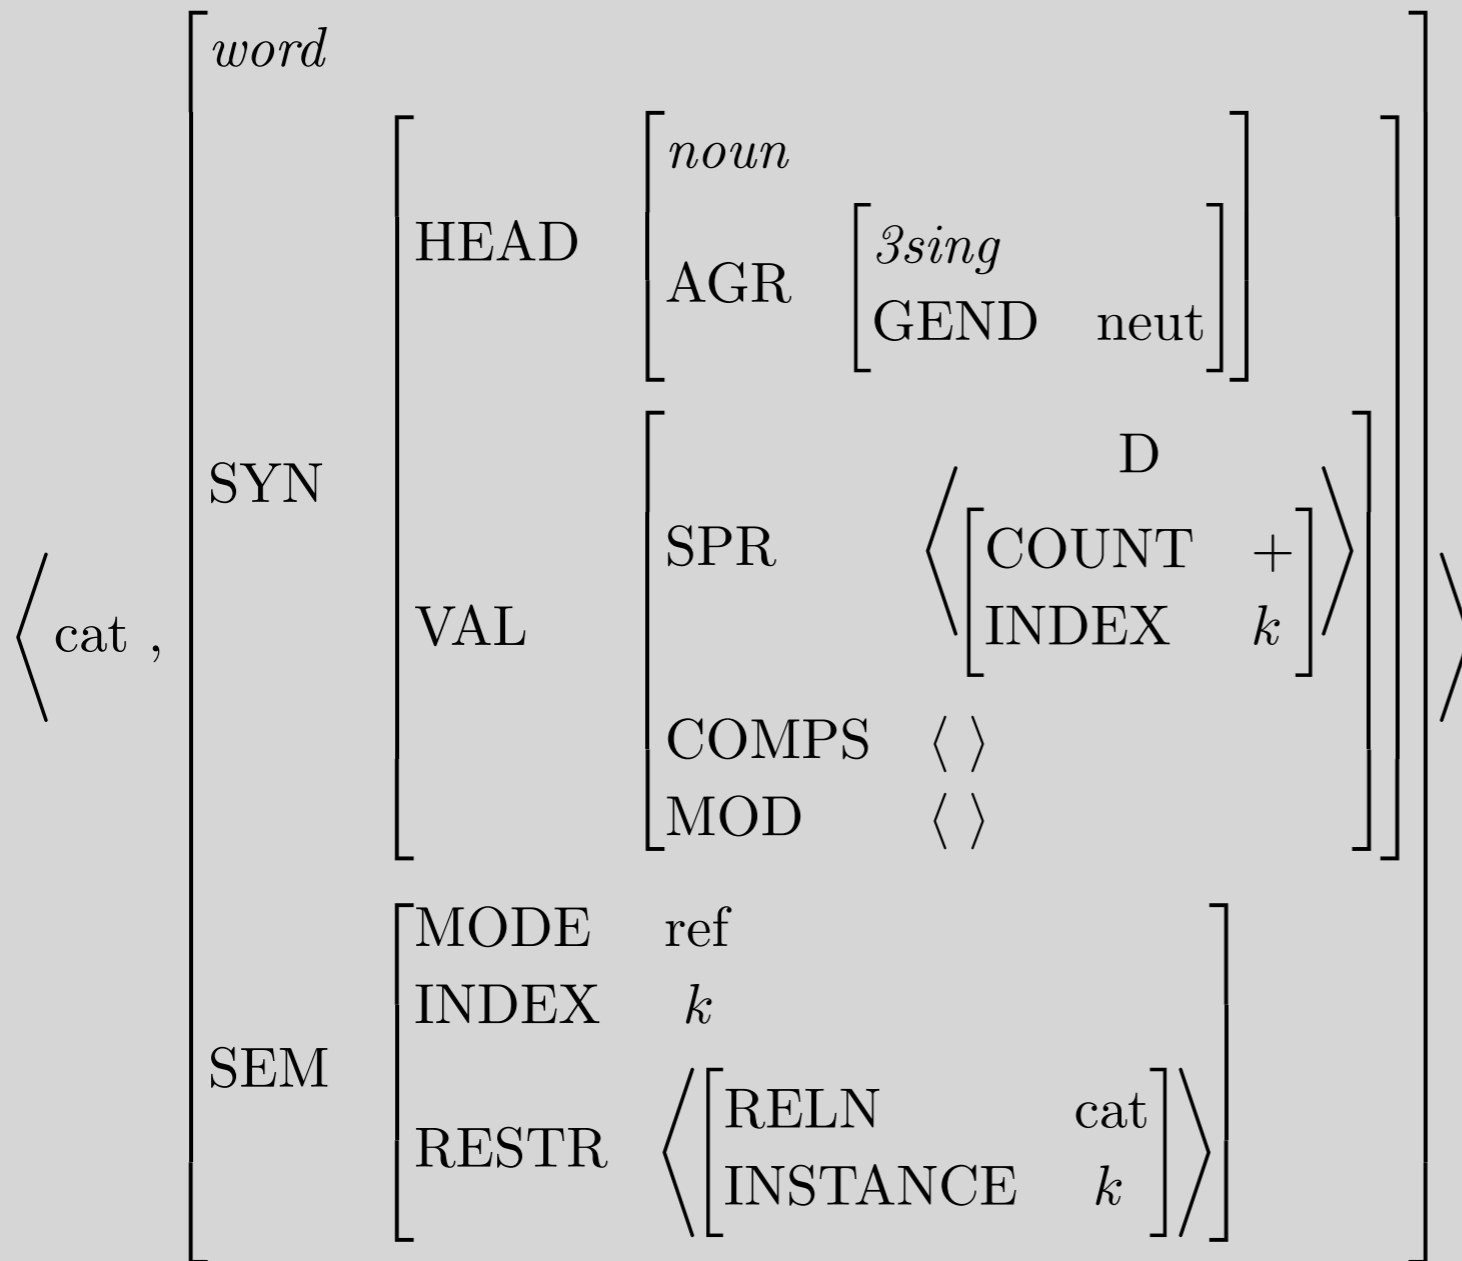 word
noun
HEAD
3sing
AGR
GEND neut
D
SYN
SPR
COUNT +
VAL
INDEX k
⟨ cat , ⟩
COMPS ⟨ ⟩
MOD ⟨ ⟩
MODE ref
INDEX k
SEM
RELN cat
RESTR
INSTANCE k